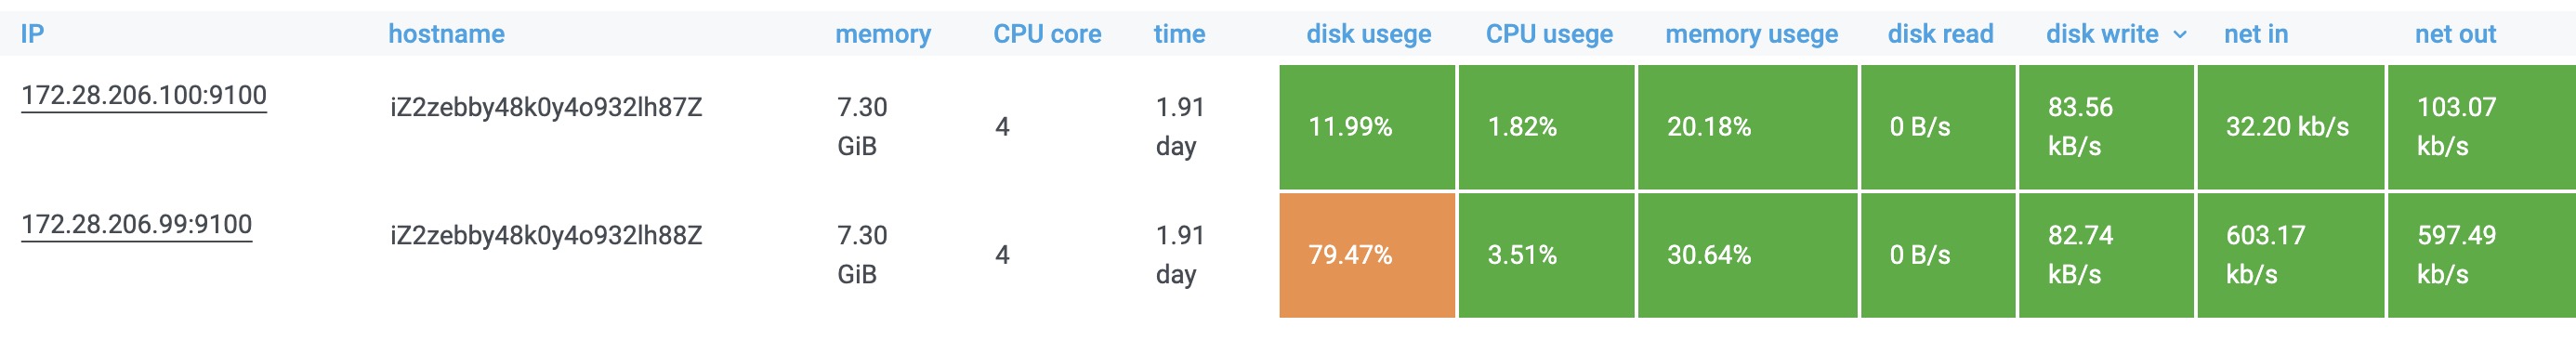 IP hostname memory CPU core time disk usege CPU usege memory usege disk read disk write net in net out
172.28.206.100:9100 iZ2zebby48k0y4o932lh87Z 7.30 GiB 4 1.91 day 11.99% 1.82% 20.18% 0 B/s 83.56 kB/s 32.20 kb/s 103.07 kb/s
172.28.206.99:9100 iZ2zebby48k0y4o932lh88Z 7.30 GiB 4 1.91 day 79.47% 3.51% 30.64% 0 B/s 82.74 kB/s 603.17 kb/s 597.49 kb/s